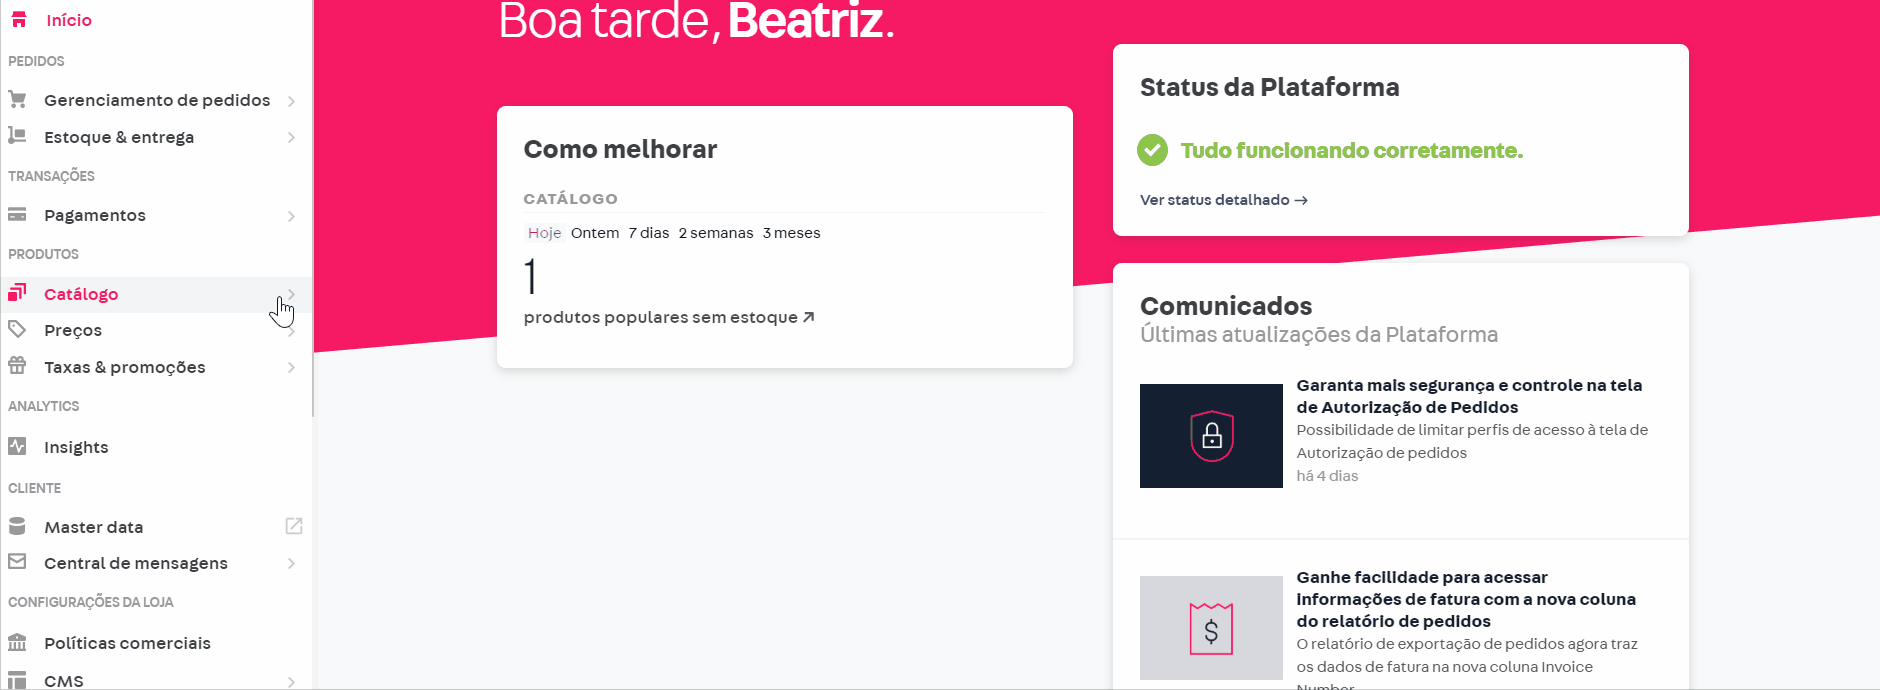 Início
PEDIDOS
Gerenciamento de pedidos
Estoque & entrega
TRANSAÇÕES
Pagamentos
PRODUTOS
Catálogo
Preços
Taxas & promoções
ANALYTICS
Insights
CLIENTE
Master data
Central de mensagens
CONFIGURAÇÕES DA LOJA
Políticas comerciais
CMS
Boa tarde, Beatriz.
Como melhorar
CATÁLOGO
Hoje Ontem 7 dias 2 semanas 3 meses
1
produtos populares sem estoque
Status da Plataforma
Tudo funcionando corretamente.
Ver status detalhado →
Comunicados
Últimas atualizações da Plataforma
Garanta mais segurança e controle na tela
de Autorização de Pedidos
Possibilidade de limitar perfis de acesso à tela de
Autorização de pedidos
há 4 dias
Ganhe facilidade para acessar
informações de fatura com a nova coluna
do relatório de pedidos
O relatório de exportação de pedidos agora traz
os dados de fatura na nova coluna Invoice
Number